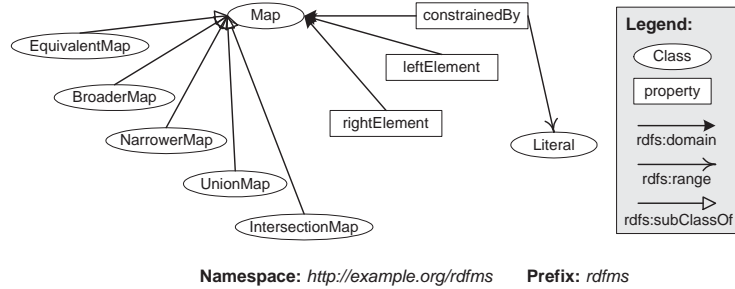 Map
constrainedBy
Legend:
EquivalentMap
Class
leftElement
BroaderMap
property
rightElement
NarrowerMap
Literal
rdfs:domain
UnionMap
rdfs:range
IntersectionMap
rdfs:subClassOf
Namespace: http://example.org/rdfms Prefix: rdfms